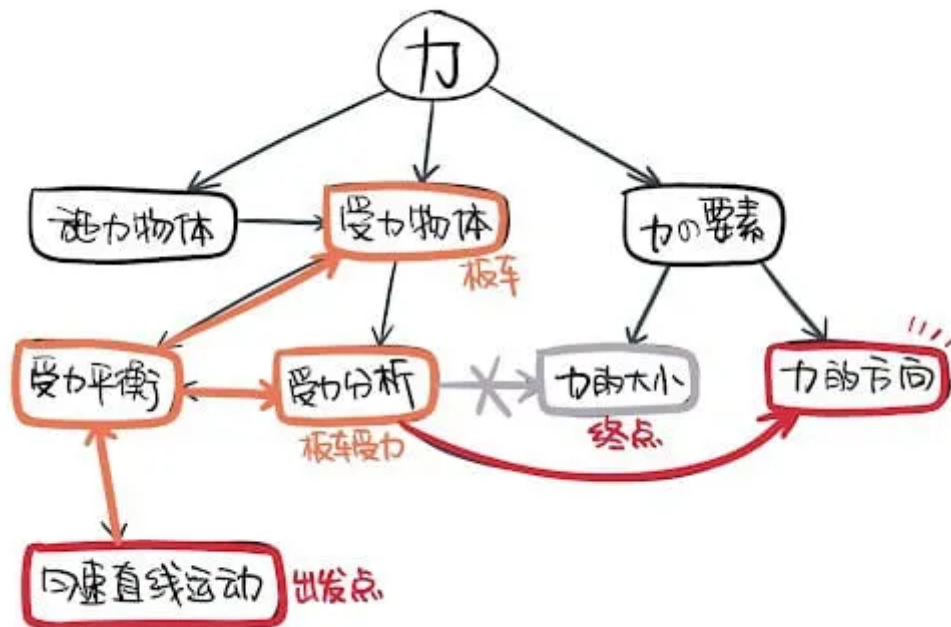 力
施力物体
受力物体
力の要素
板车
受力平衡
受力分析
力的大小
力的方向
板车受力
终点
匀速直线运动
出发点